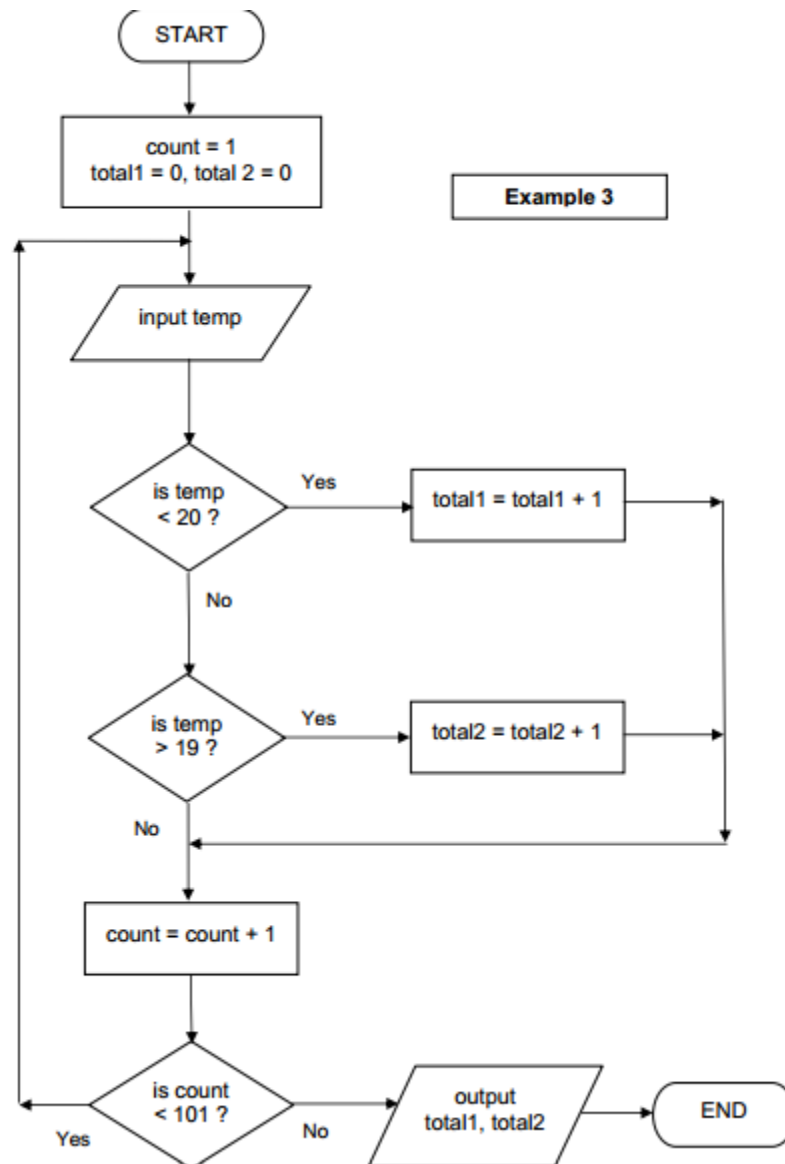 START
count = 1
total1 = 0, total 2 = 0
Example 3
input temp
is temp
< 20 ?
Yes
total1 = total1 + 1
No
is temp
> 19 ?
Yes
total2 = total2 + 1
No
count = count + 1
is count
< 101 ?
Yes
No
output
total1, total2
END